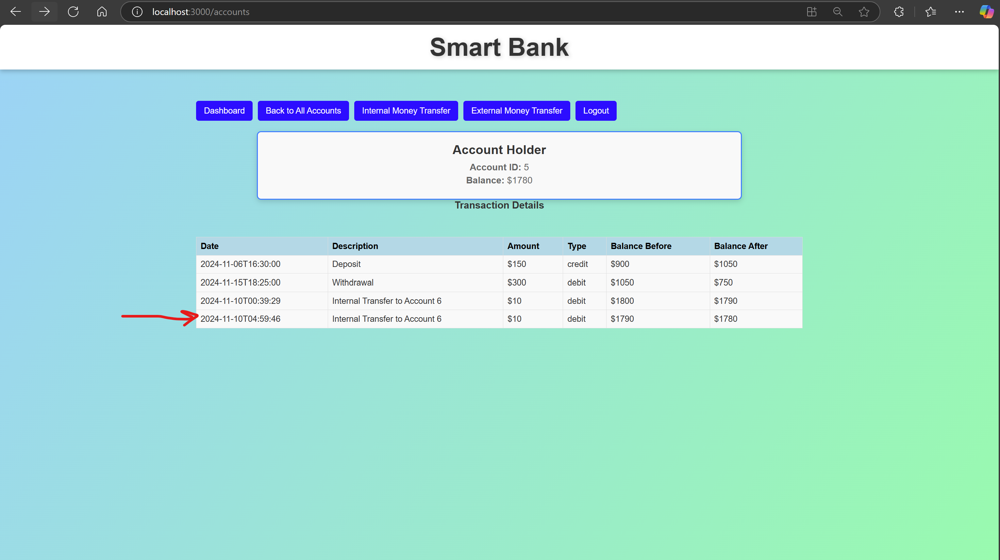 localhost:3000/accounts
Smart Bank
Dashboard Back to All Accounts Internal Money Transfer External Money Transfer Logout
Account Holder
Account ID: 5
Balance: $1780
Transaction Details
Date Description Amount Type Balance Before Balance After
2024-11-06T16:30:00 Deposit $150 credit $900 $1050
2024-11-15T18:25:00 Withdrawal $300 debit $1050 $750
2024-11-10T00:39:29 Internal Transfer to Account 6 $10 debit $1800 $1790
2024-11-10T04:59:46 Internal Transfer to Account 6 $10 debit $1790 $1780